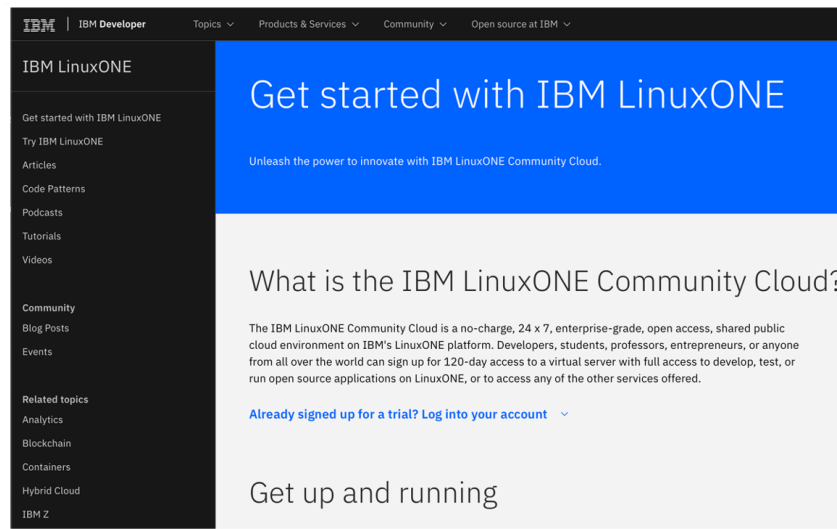 IBM IBM Developer Topics Products & Services Community Open source at IBM
IBM LinuxONE
Get started with IBM LinuxONE
Try IBM LinuxONE
Articles
Code Patterns
Podcasts
Tutorials
Videos
Community
Blog Posts
Events
Related topics
Analytics
Blockchain
Containers
Hybrid Cloud
IBM Z
Get started with IBM LinuxONE
Unleash the power to innovate with IBM LinuxONE Community Cloud.
What is the IBM LinuxONE Community Cloud?
The IBM LinuxONE Community Cloud is a no-charge, 24 x 7, enterprise-grade, open access, shared public
cloud environment on IBM's LinuxONE platform. Developers, students, professors, entrepreneurs, or anyone
from all over the world can sign up for 120-day access to a virtual server with full access to develop, test, or
run open source applications on LinuxONE, or to access any of the other services offered.
Already signed up for a trial? Log into your account
Get up and running